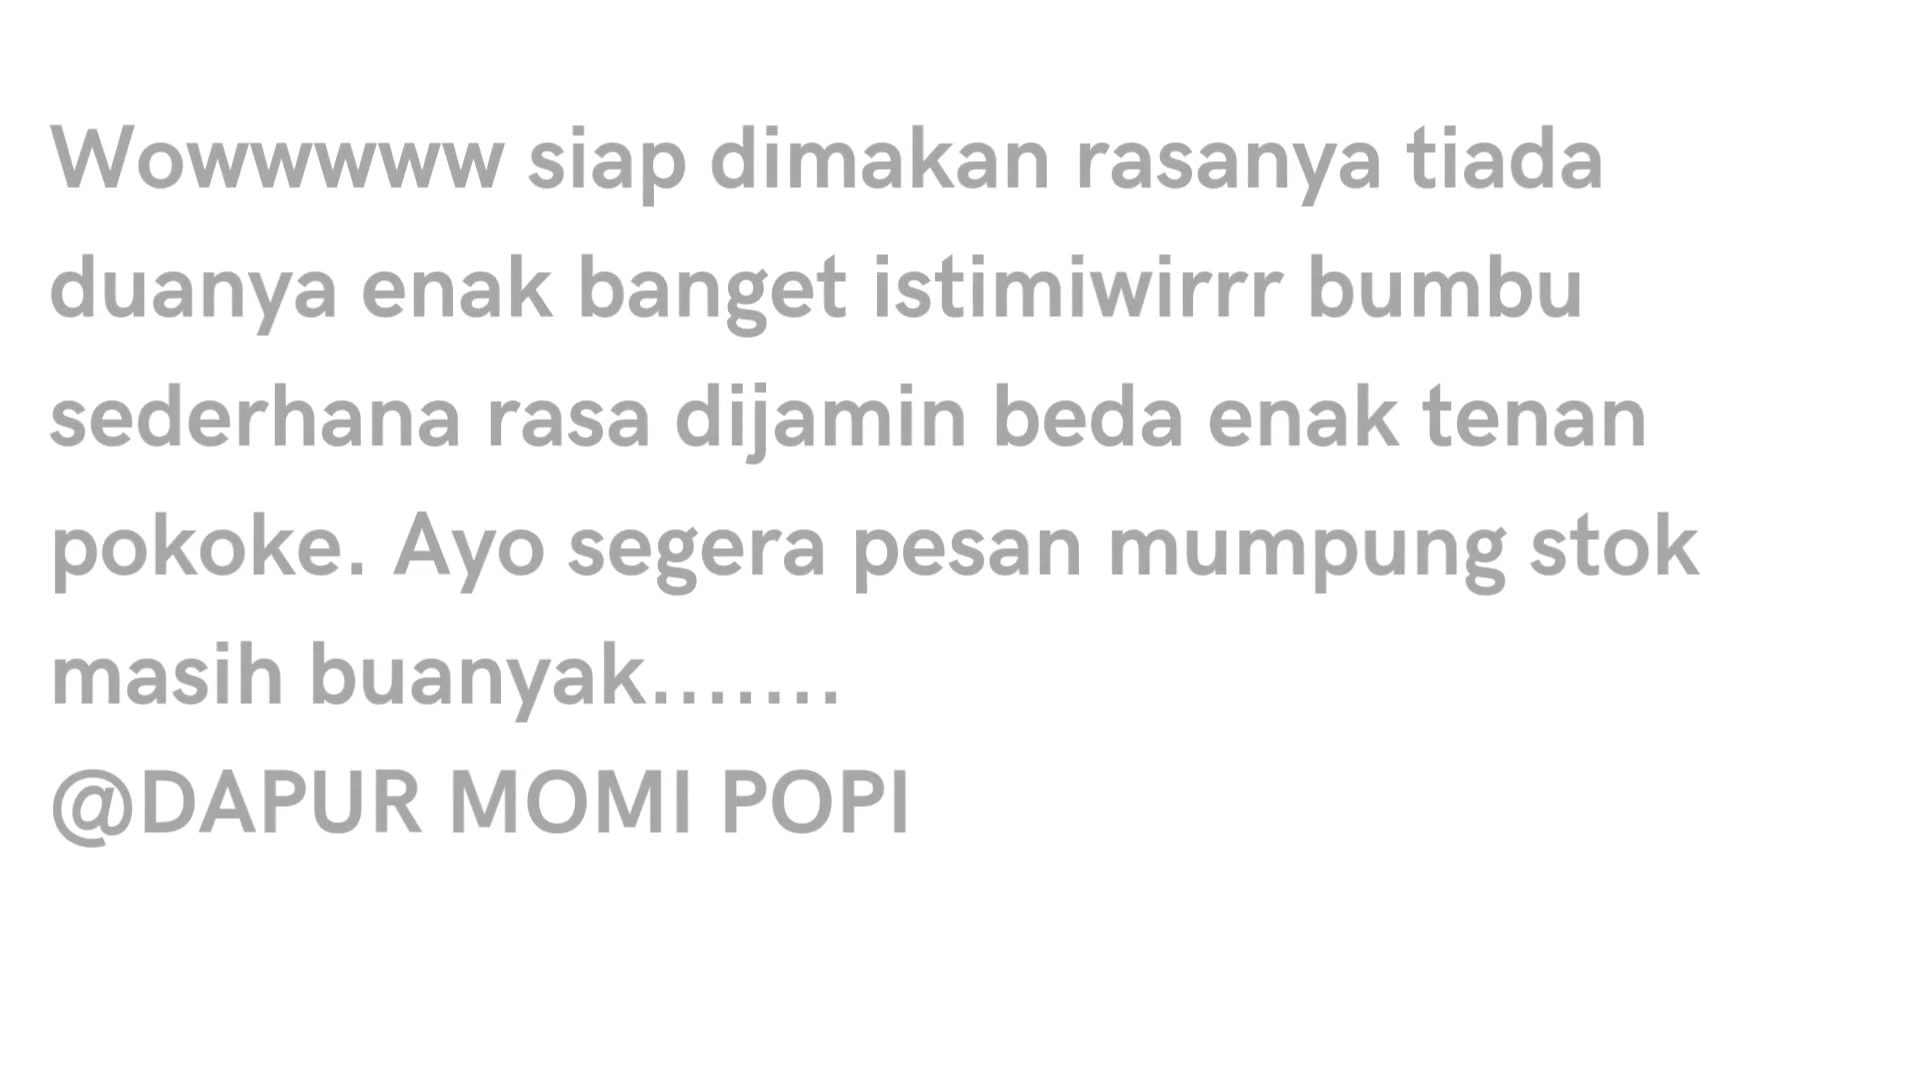 Wowwwww siap dimakan rasanya tiada
duanya enak banget istimiwirrr bumbu
sederhana rasa dijamin beda enak tenan
pokoke. Ayo segera pesan mumpung stok
masih buanyak.......
@DAPUR MOMI POPI